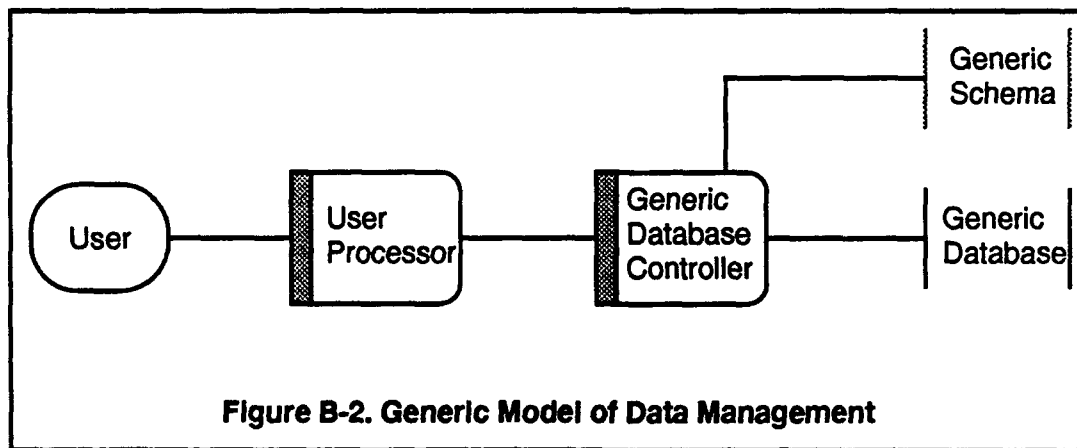 Generic
Schema
User
User
Processor
Generic
Database
Controller
Generic
Database
Figure B-2. Generic Model of Data Management